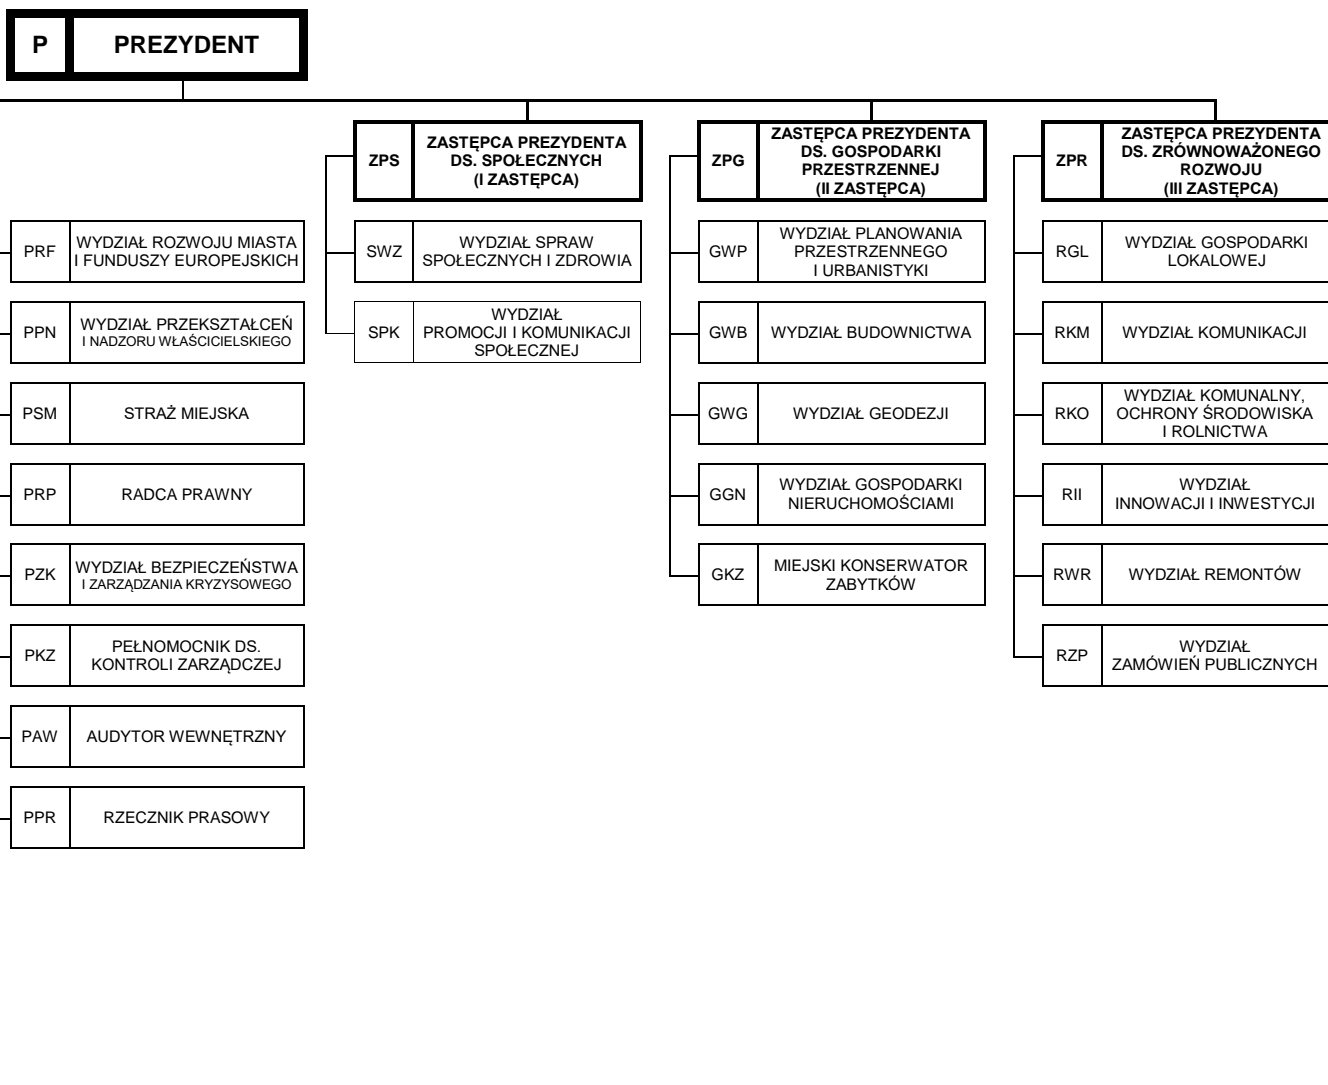 P
PREZYDENT
ZPS
ZASTĘPCA PREZYDENTA
DS. SPOŁECZNYCH
(I ZASTĘPCA)
ZPG
ZASTĘPCA PREZYDENTA
DS. GOSPODARKI
PRZESTRZENNEJ
(II ZASTĘPCA)
ZPR
ZASTĘPCA PREZYDENTA
DS. ZRÓWNOWAŻONEGO
ROZWOJU
(III ZASTĘPCA)
PRF
WYDZIAŁ ROZWOJU MIASTA
I FUNDUSZY EUROPEJSKICH
PPN
WYDZIAŁ PRZEKSZTAŁCEŃ
I NADZORU WŁAŚCICIELSKIEGO
PSM
STRAŻ MIEJSKA
PRP
RADCA PRAWNY
PZK
WYDZIAŁ BEZPIECZEŃSTWA
I ZARZĄDZANIA KRYZYSOWEGO
PKZ
PEŁNOMOCNIK DS.
KONTROLI ZARZĄDCZEJ
PAW
AUDYTOR WEWNĘTRZNY
PPR
RZECZNIK PRASOWY
SWZ
WYDZIAŁ SPRAW
SPOŁECZNYCH I ZDROWIA
SPK
WYDZIAŁ
PROMOCJI I KOMUNIKACJI
SPOŁECZNEJ
GWP
WYDZIAŁ PLANOWANIA
PRZESTRZENNEGO
I URBANISTYKI
GWB
WYDZIAŁ BUDOWNICTWA
GWG
WYDZIAŁ GEODEZJI
GGN
WYDZIAŁ GOSPODARKI
NIERUCHOMOŚCIAMI
GKZ
MIEJSKI KONSERWATOR
ZABYTKÓW
RGL
WYDZIAŁ GOSPODARKI
LOKALOWEJ
RKM
WYDZIAŁ KOMUNIKACJI
RKO
WYDZIAŁ KOMUNALNY,
OCHRONY ŚRODOWISKA
I ROLNICTWA
RII
WYDZIAŁ
INNOWACJI I INWESTYCJI
RWR
WYDZIAŁ REMONTÓW
RZP
WYDZIAŁ
ZAMÓWIEŃ PUBLICZNYCH